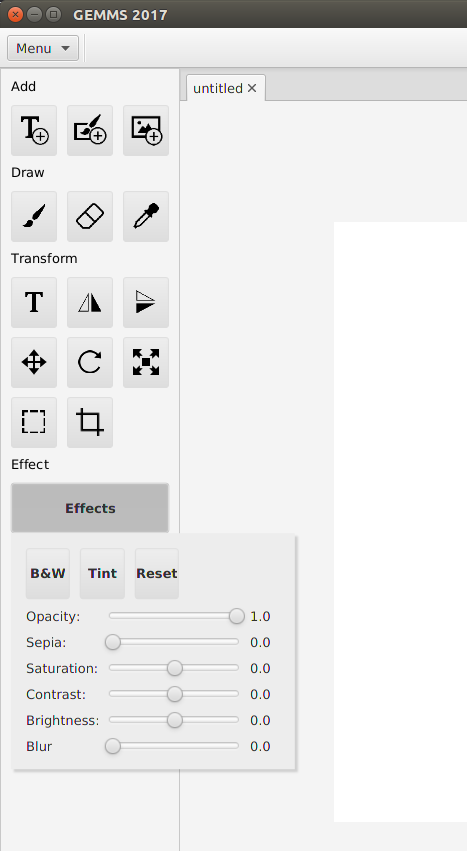 GEMMS 2017
Menu
untitled
Add
Draw
Transform
Effect
Effects
B&W Tint Reset
Opacity: 1.0
Sepia: 0.0
Saturation: 0.0
Contrast: 0.0
Brightness: 0.0
Blur 0.0